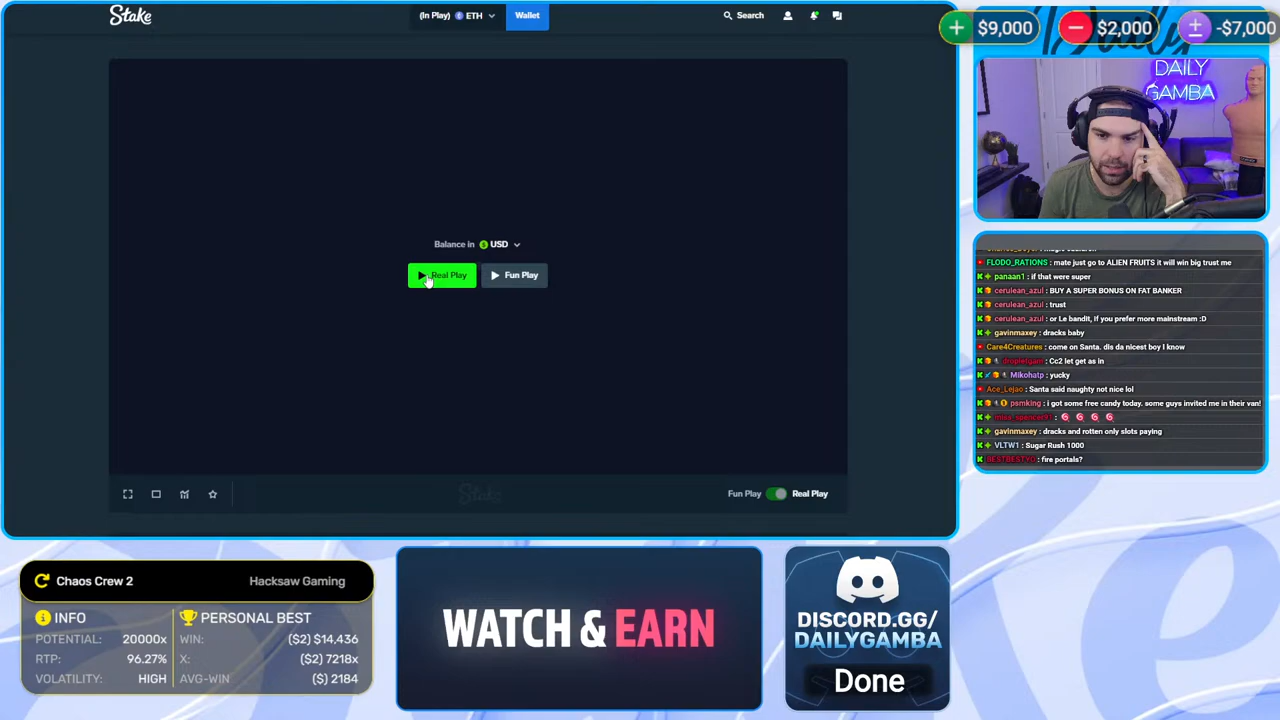 Stake
(In Play) ETH
Wallet
Search
$9,000
$2,000
-$7,000
DAILY
GAMBA
Balance in USD
Real Play
Fun Play
Stake
Fun Play Real Play
FLODO_RATIONS : mate just go to ALIEN FRUITS it will win big trust me
panaan1 : if that were super
cerulean_azul : BUY A SUPER BONUS ON FAT BANKER
cerulean_azul : trust
cerulean_azul : or Le bandit, If you prefer more mainstream :D
gavinmaxey : dracks baby
Care4Creatures : come on Santa. dis da nicest boy I know
: Cc2 let get as in
Mikohatp : yucky
Ace_Lejao : Santa said naughty not nice lol
psmking : i got some free candy today. some guys invited me in their van!
gavinmaxey : dracks and rotten only slots paying
VLTW1 : Sugar Rush 1000
BESTBESTYO : fire portals?
Chaos Crew 2
Hacksaw Gaming
INFO
POTENTIAL: 20000x
RTP: 96.27%
VOLATILITY: HIGH
PERSONAL BEST
WIN: ($2) $14,436
X: ($2) 7218x
AVG-WIN ($) 2184
WATCH & EARN
DISCORD.GG/
DAILYGAMBA
Done